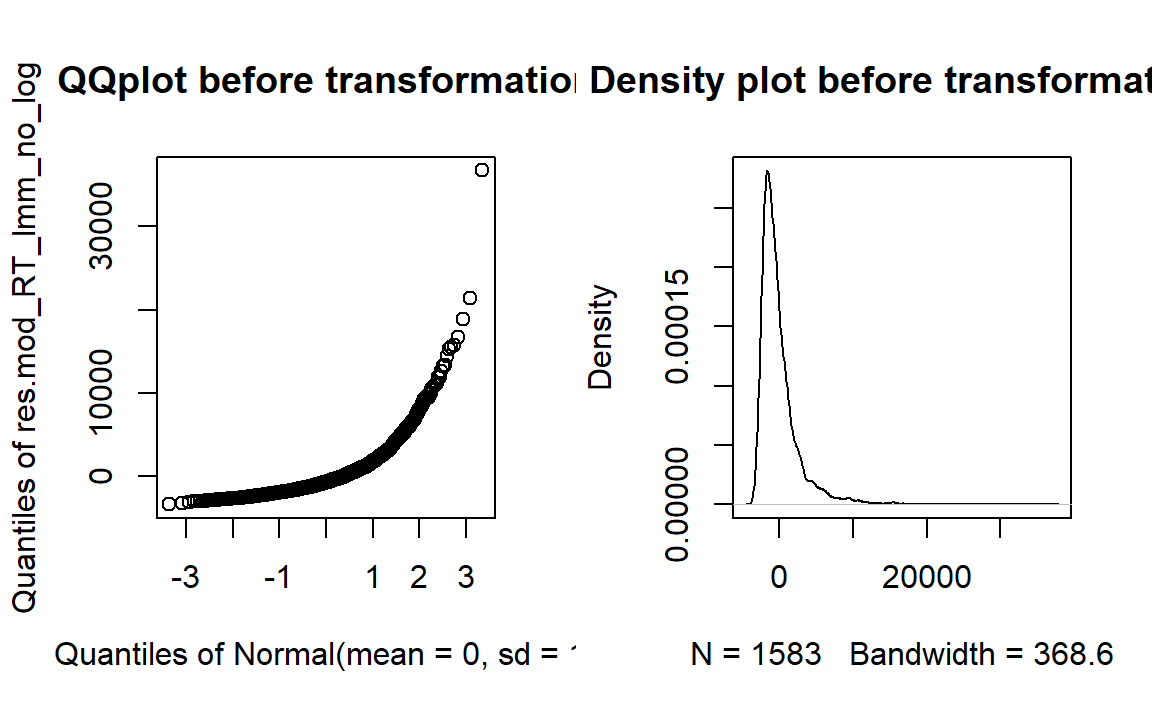 QQplot before transformation
Quantiles of res.mod_RT_lmm_no_log
30000
10000
0
-3 -1 1 2 3
Quantiles of Normal(mean = 0, sd =
Density plot before transformat
Density
0.00015
0.00000
0 20000
N = 1583 Bandwidth = 368.6